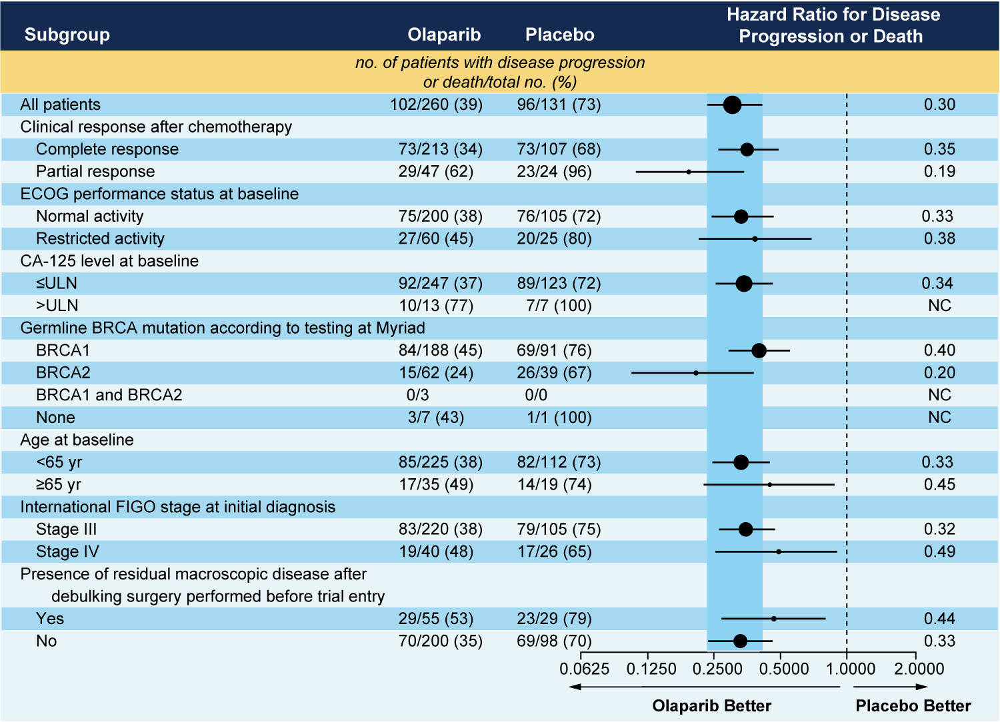 Subgroup Olaparib Placebo Hazard Ratio for Disease
Progression or Death
no. of patients with disease progression
or death/total no. (%)
All patients 102/260 (39) 96/131 (73) 0.30
Clinical response after chemotherapy
Complete response 73/213 (34) 73/107 (68) 0.35
Partial response 29/47 (62) 23/24 (96) 0.19
ECOG performance status at baseline
Normal activity 75/200 (38) 76/105 (72) 0.33
Restricted activity 27/60 (45) 20/25 (80) 0.38
CA-125 level at baseline
≤ULN 92/247 (37) 89/123 (72) 0.34
>ULN 10/13 (77) 7/7 (100) NC
Germline BRCA mutation according to testing at Myriad
BRCA1 84/188 (45) 69/91 (76) 0.40
BRCA2 15/62 (24) 26/39 (67) 0.20
BRCA1 and BRCA2 0/3 0/0 NC
None 3/7 (43) 1/1 (100) NC
Age at baseline
<65 yr 85/225 (38) 82/112 (73) 0.33
≥65 yr 17/35 (49) 14/19 (74) 0.45
International FIGO stage at initial diagnosis
Stage III 83/220 (38) 79/105 (75) 0.32
Stage IV 19/40 (48) 17/26 (65) 0.49
Presence of residual macroscopic disease after
debulking surgery performed before trial entry
Yes 29/55 (53) 23/29 (79) 0.44
No 70/200 (35) 69/98 (70) 0.33
0.0625 0.1250 0.2500 0.5000 1.0000 2.0000
Olaparib Better Placebo Better